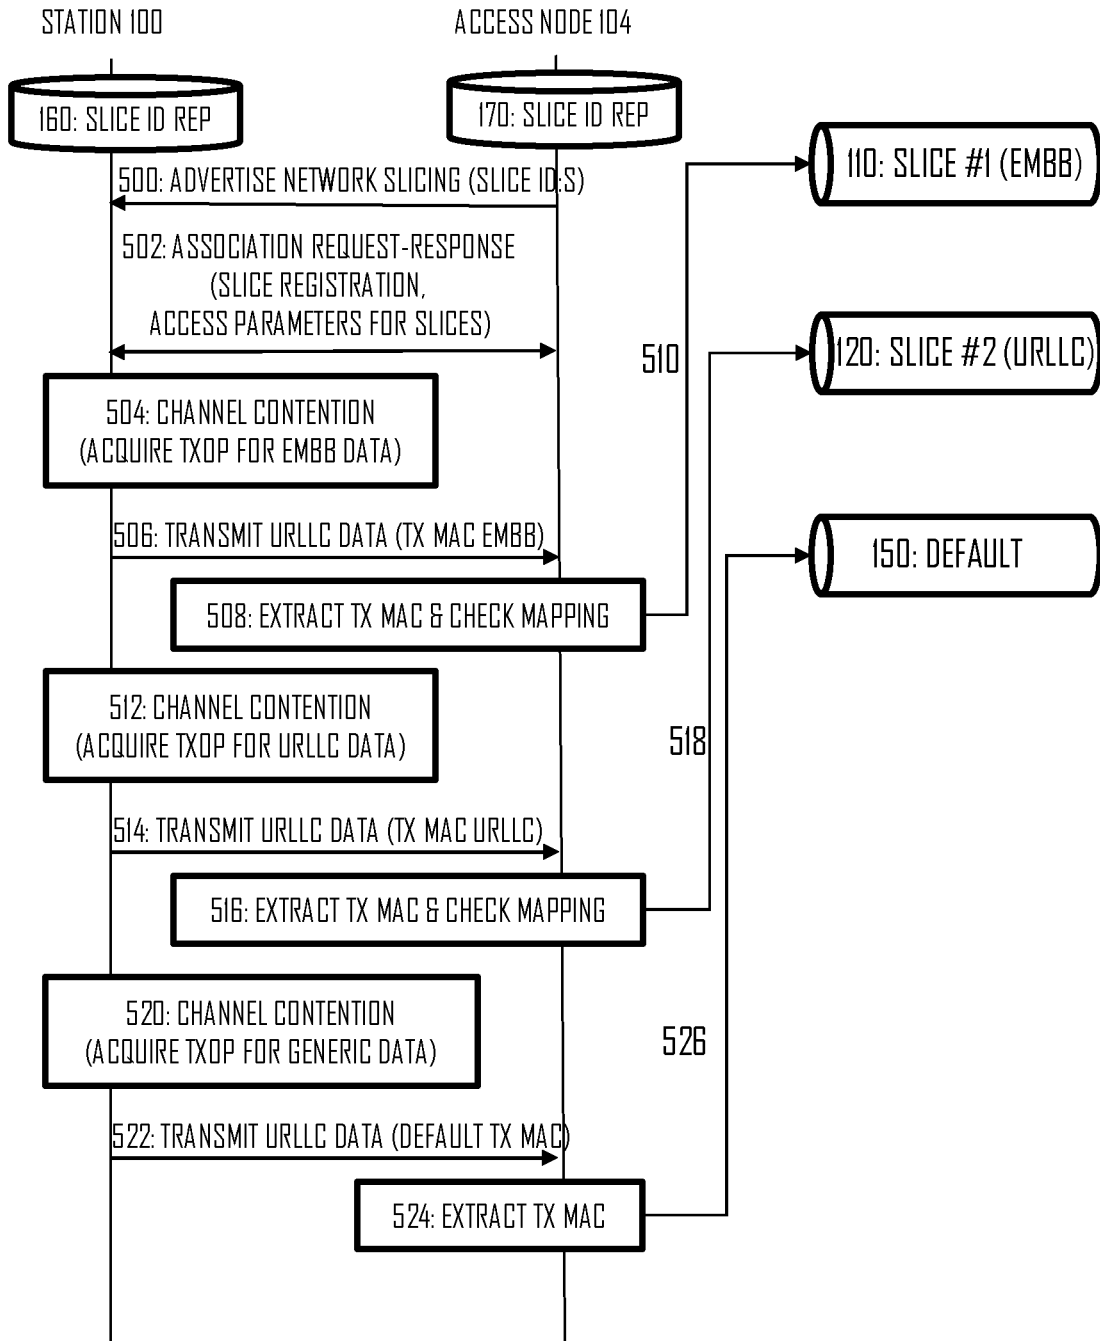 STATION 100
ACCESS NODE 104
160: SLICE ID REP
170: SLICE ID REP
110: SLICE #1 (EMBB)
500: ADVERTISE NETWORK SLICING (SLICE ID:S)
502: ASSOCIATION REQUEST-RESPONSE
(SLICE REGISTRATION,
ACCESS PARAMETERS FOR SLICES)
510
120: SLICE #2 (URLLC)
504: CHANNEL CONTENTION
(ACQUIRE TXOP FOR EMBB DATA)
506: TRANSMIT URLLC DATA (TX MAC EMBB)
150: DEFAULT
508: EXTRACT TX MAC & CHECK MAPPING
512: CHANNEL CONTENTION
(ACQUIRE TXOP FOR URLLC DATA)
518
514: TRANSMIT URLLC DATA (TX MAC URLLC)
516: EXTRACT TX MAC & CHECK MAPPING
520: CHANNEL CONTENTION
(ACQUIRE TXOP FOR GENERIC DATA)
526
522: TRANSMIT URLLC DATA (DEFAULT TX MAC)
524: EXTRACT TX MAC